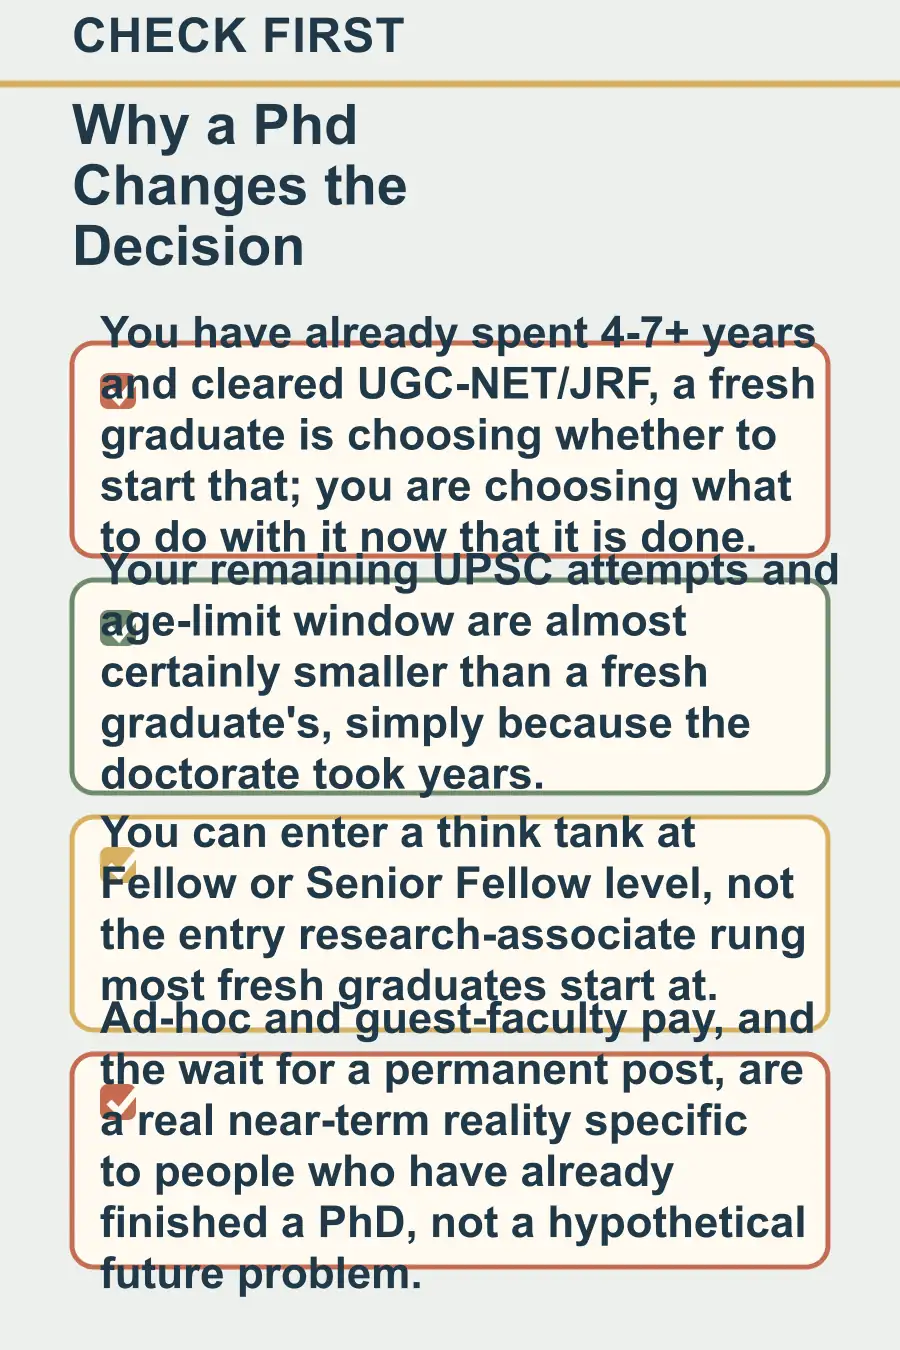 CHECK FIRST
Why a Phd
Changes the
Decision
You have already spent 4-7+ years
and cleared UGC-NET/JRF, a fresh
graduate is choosing whether to
start that; you are choosing what
to do with it now that it is done.
Your remaining UPSC attempts and
age-limit window are almost
certainly smaller than a fresh
graduate's, simply because the
doctorate took years.
You can enter a think tank at
Fellow or Senior Fellow level, not
the entry research-associate rung
most fresh graduates start at.
Ad-hoc and guest-faculty pay, and
the wait for a permanent post, are
a real near-term reality specific
to people who have already
finished a PhD, not a hypothetical
future problem.